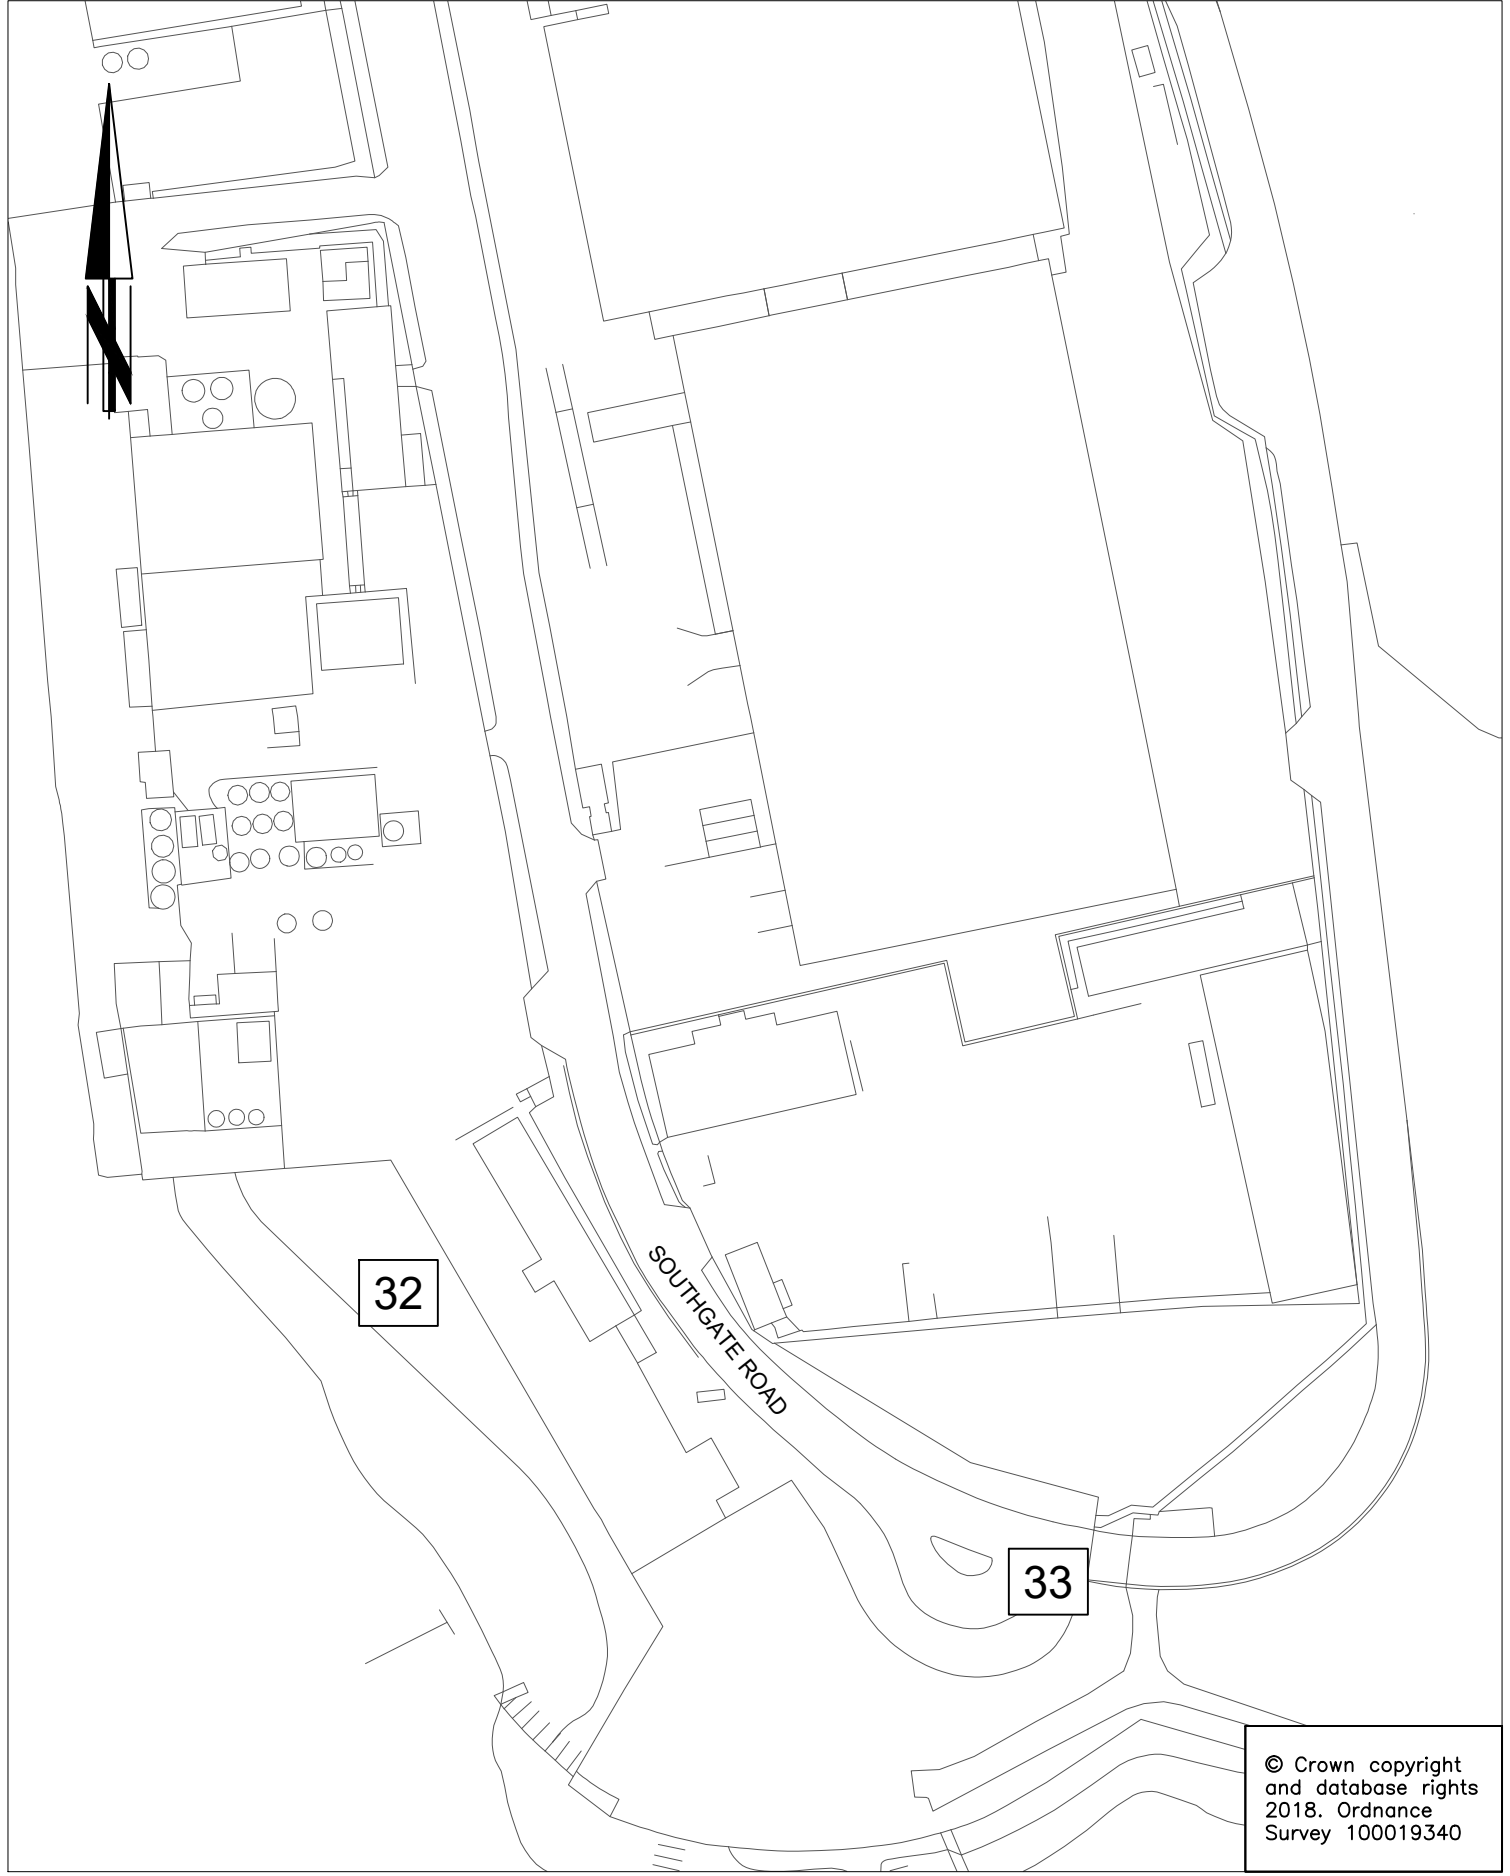 N
32
SOUTHGATE ROAD
33
© Crown copyright
and database rights
2018. Ordnance
Survey 100019340